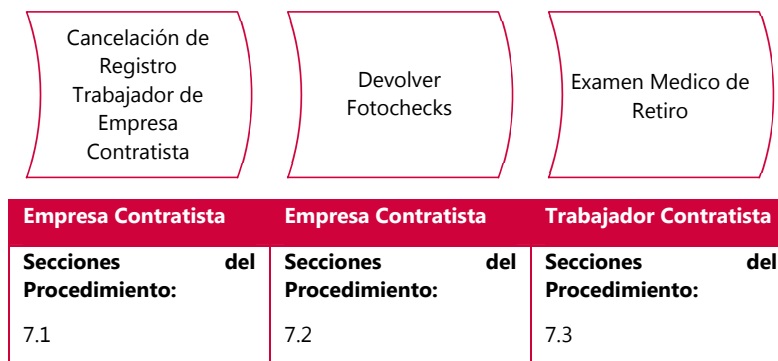 Cancelación de
Registro
Trabajador de
Empresa
Contratista
Devolver
Fotochecks
Examen Medico de
Retiro
Empresa Contratista
Empresa Contratista
Trabajador Contratista
Secciones del
Procedimiento:
7.1
Secciones del
Procedimiento:
7.2
Secciones del
Procedimiento:
7.3